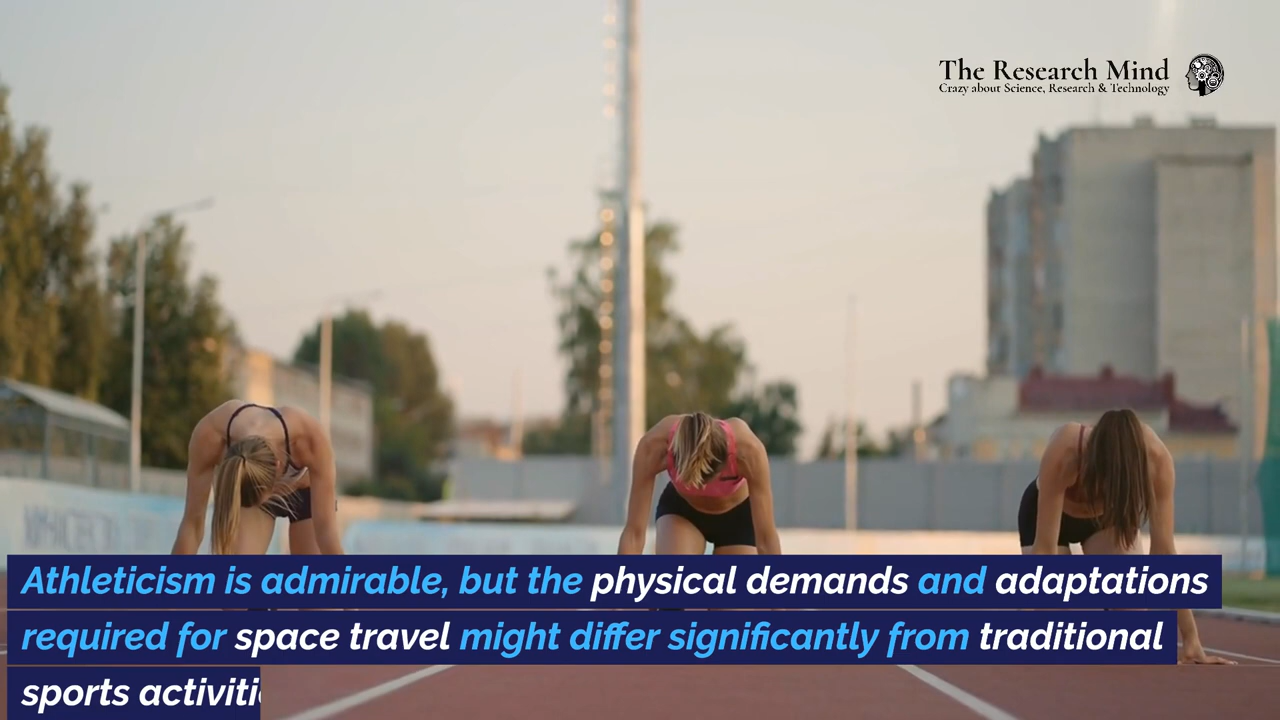 The Research Mind
Crazy about Science, Research & Technology
Athleticism is admirable, but the physical demands and adaptations
required for space travel might differ significantly from traditional
sports activiti